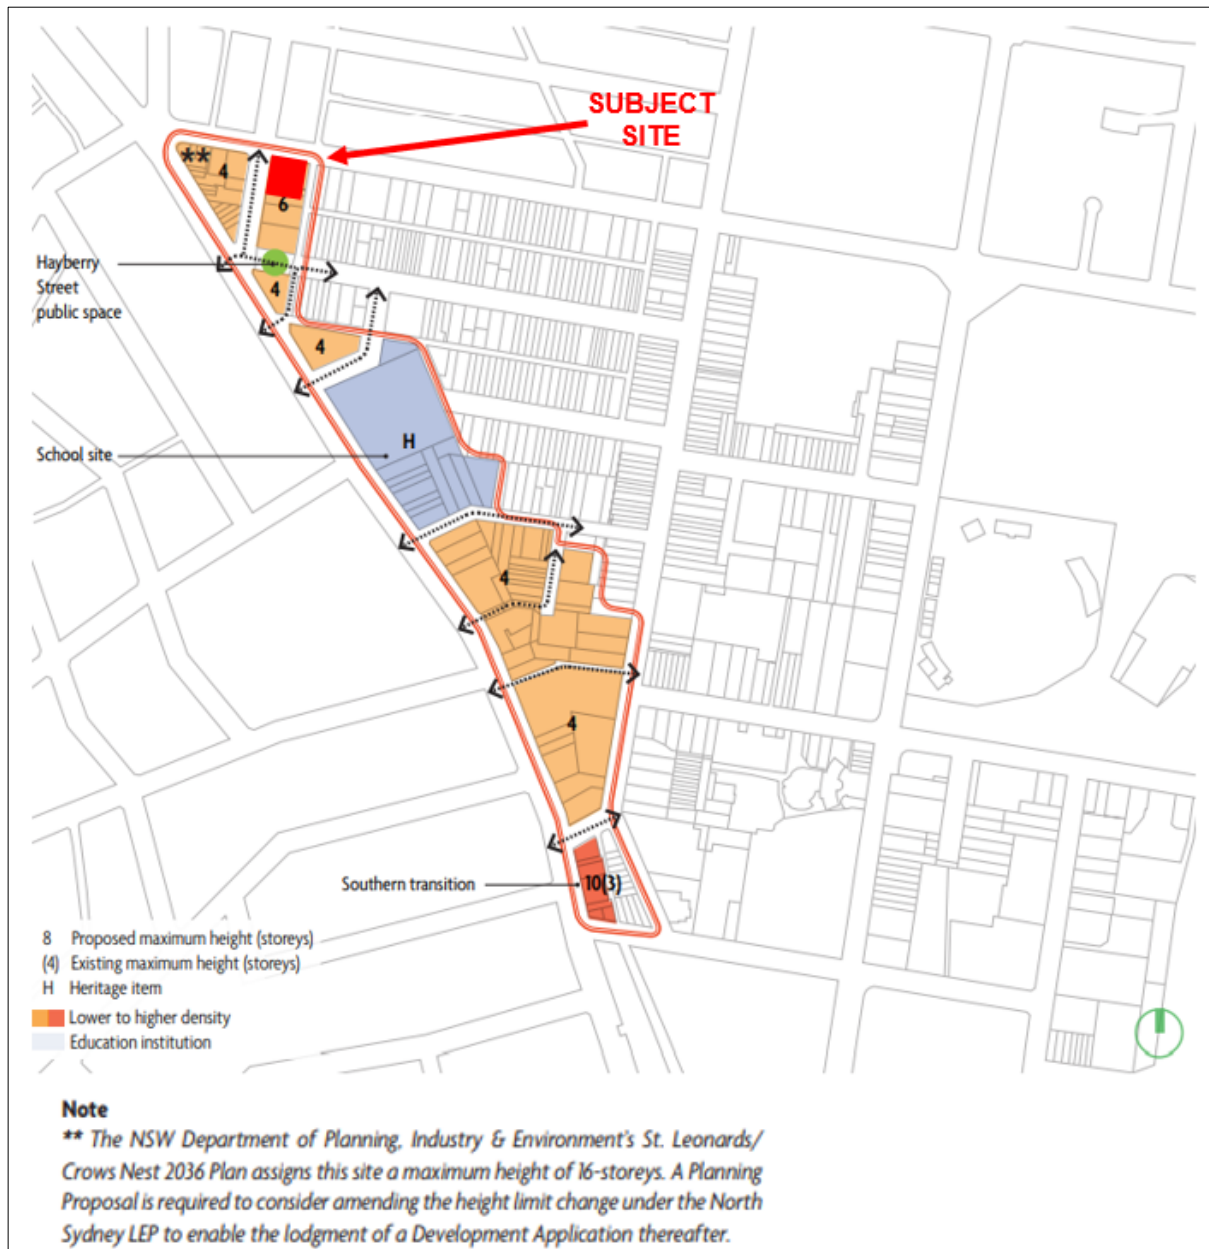 SUBJECT
SITE
**
4
6
Hayberry
Street
public space
4
4
School site
H
4
4
Southern transition
10(3)
8 Proposed maximum height (storeys)
(4) Existing maximum height (storeys)
H Heritage item
Lower to higher density
Education institution
Note
** The NSW Department of Planning, Industry & Environment's St. Leonards/
Crows Nest 2036 Plan assigns this site a maximum height of 16-storeys. A Planning
Proposal is required to consider amending the height limit change under the North
Sydney LEP to enable the lodgment of a Development Application thereafter.